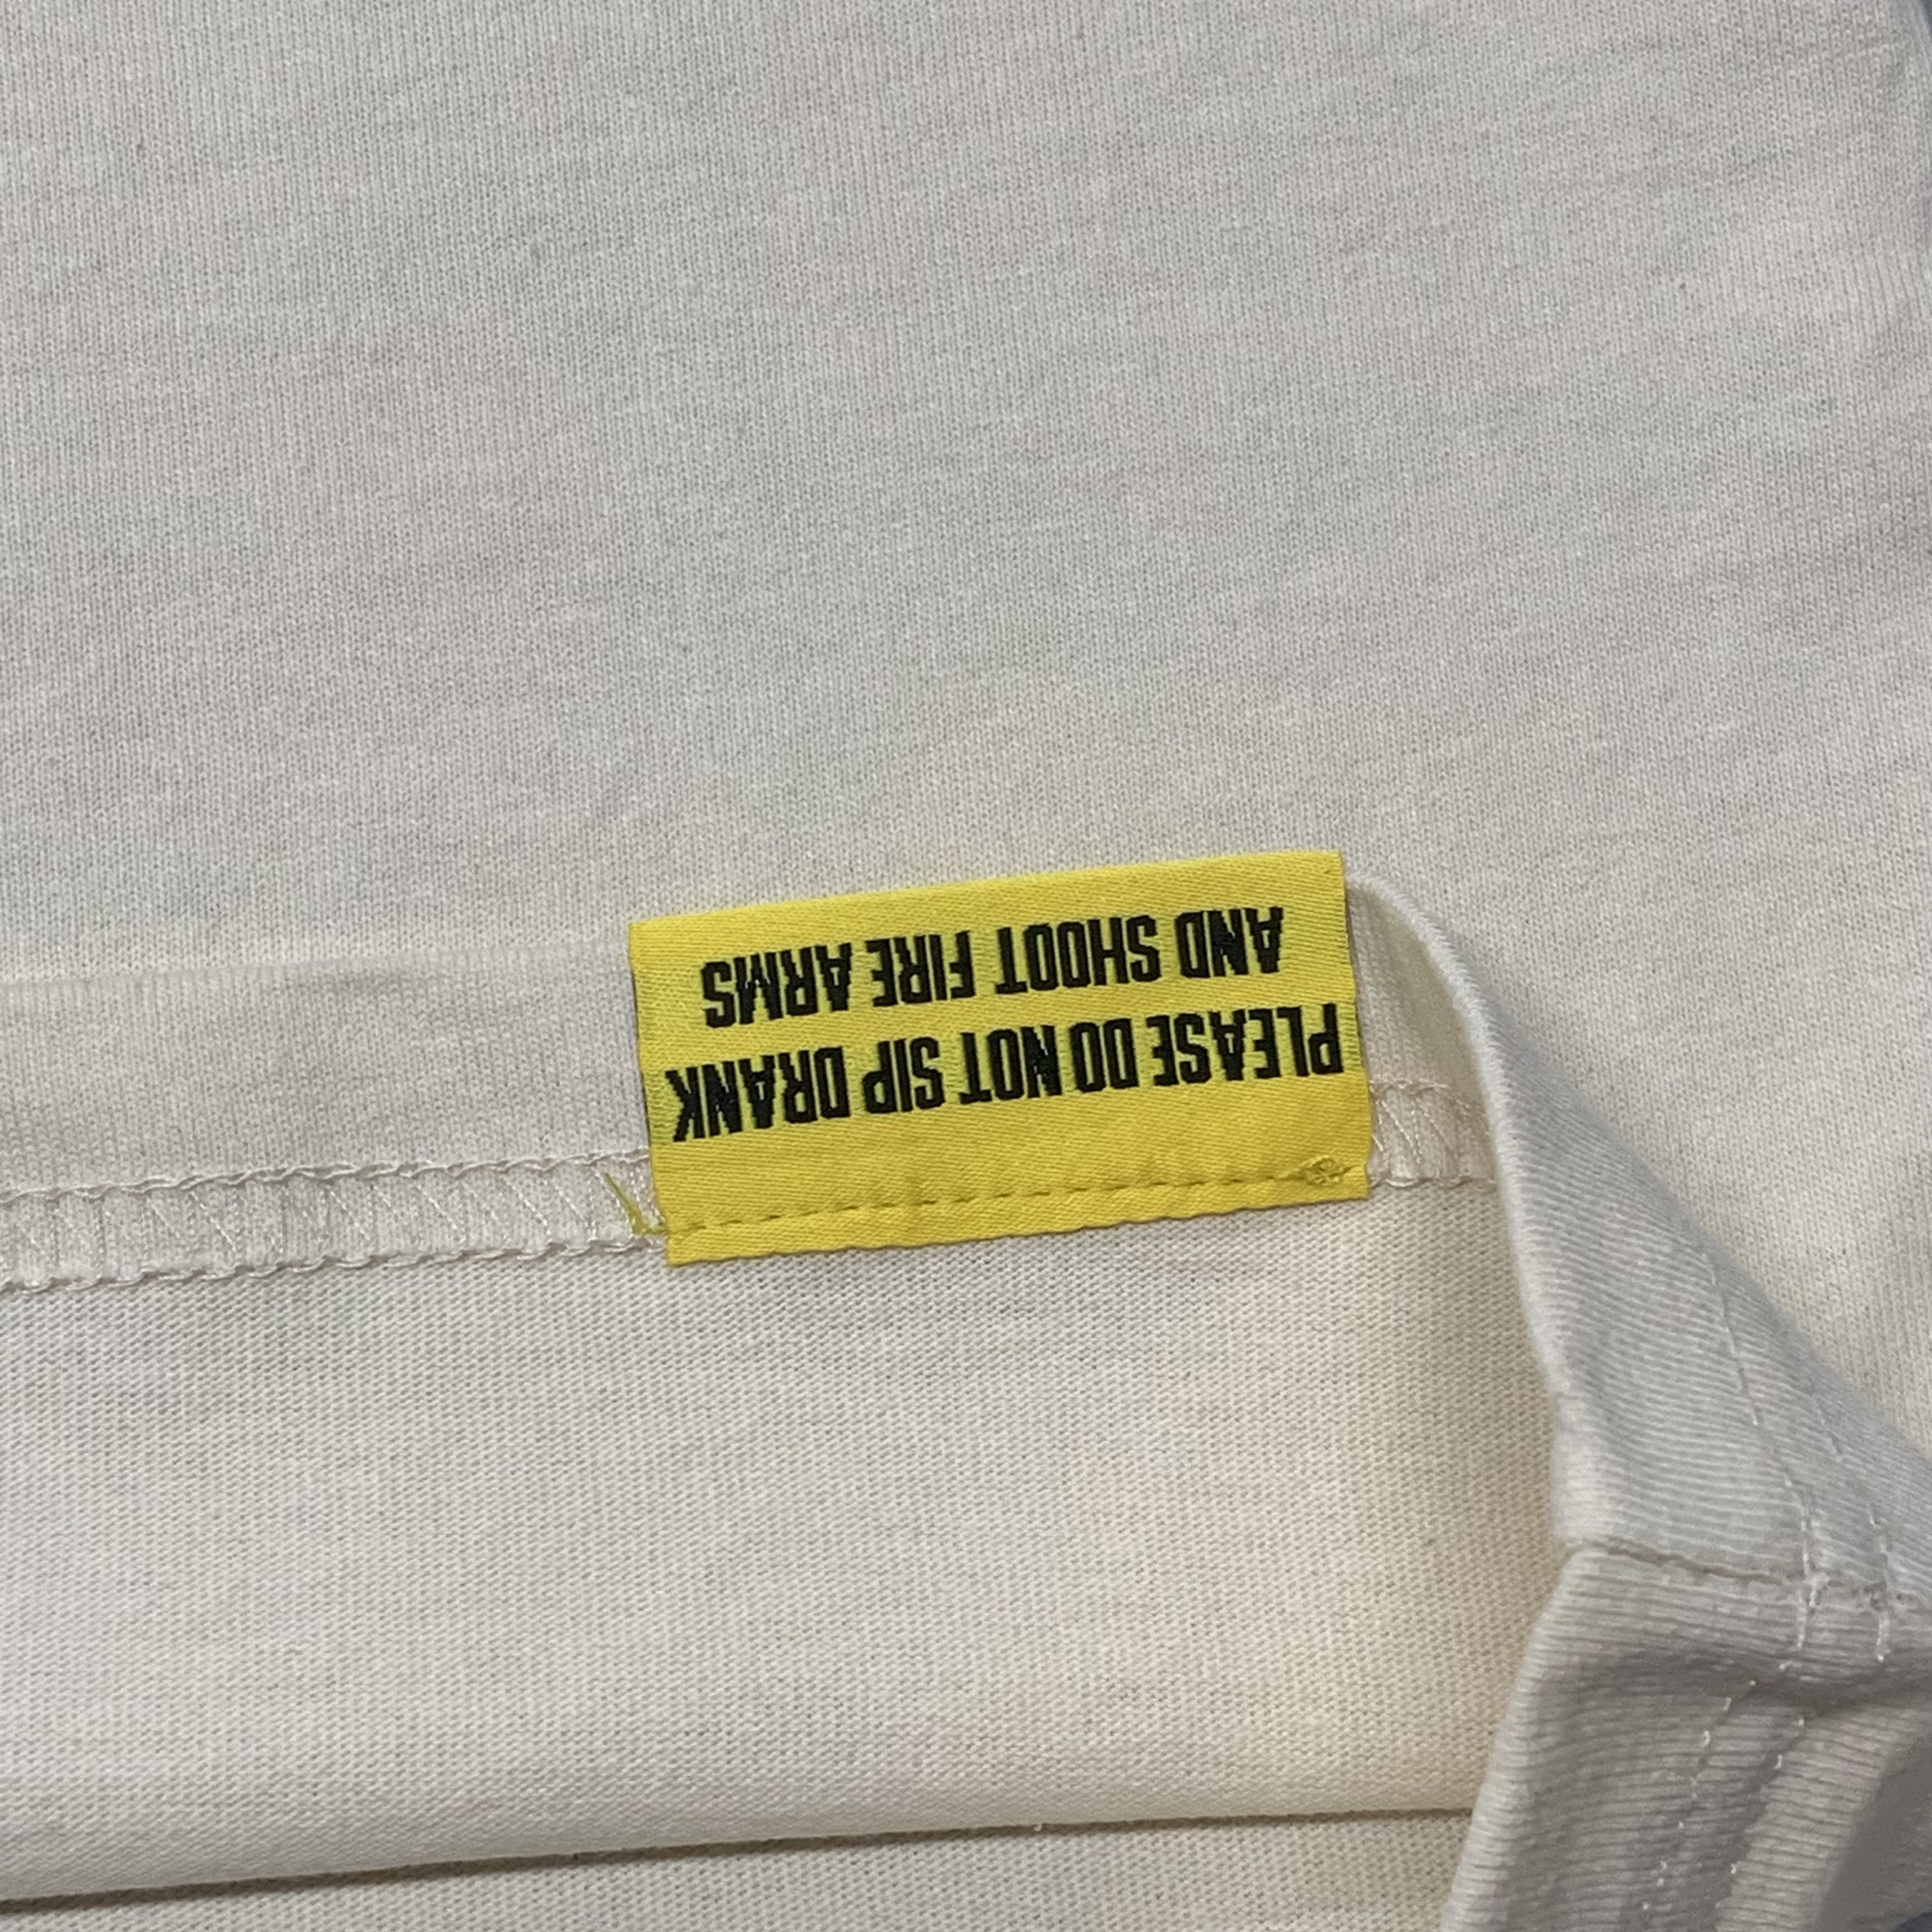 PLEASE DO NOT SIP DRANK
AND SHOOT FIRE ARMS